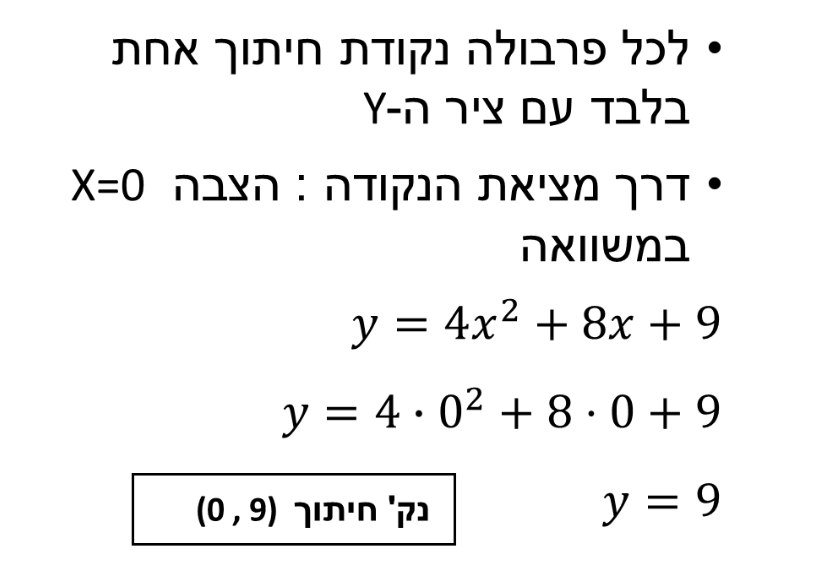 • לכל פרבולה נקודת חיתוך אחת
בלבד עם ציר ה-Y
• דרך מציאת הנקודה : הצבה X=0
במשוואה
y = 4x² + 8x + 9
y = 4 · 0² + 8 · 0 + 9
y = 9
נק' חיתוך (0 , 9)